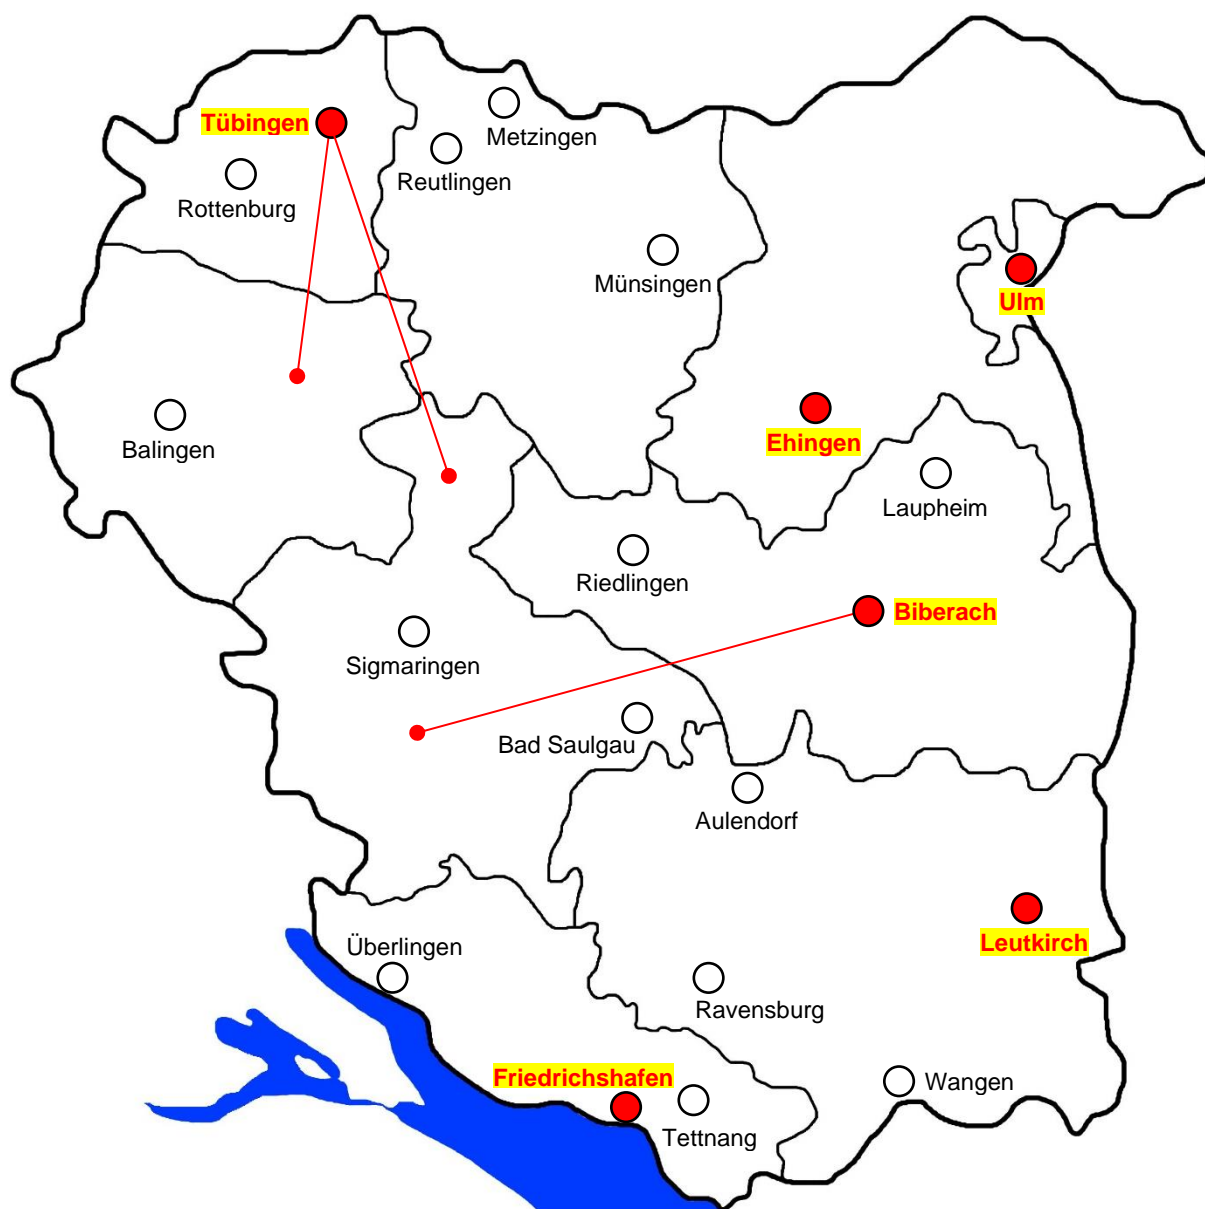 Metzingen
Tübingen
Reutlingen
Rottenburg
Münsingen
Ulm
Balingen
Ehingen
Laupheim
Riedlingen
Biberach
Sigmaringen
Bad Saulgau
Aulendorf
Überlingen
Leutkirch
Ravensburg
Friedrichshafen
Wangen
Tettnang